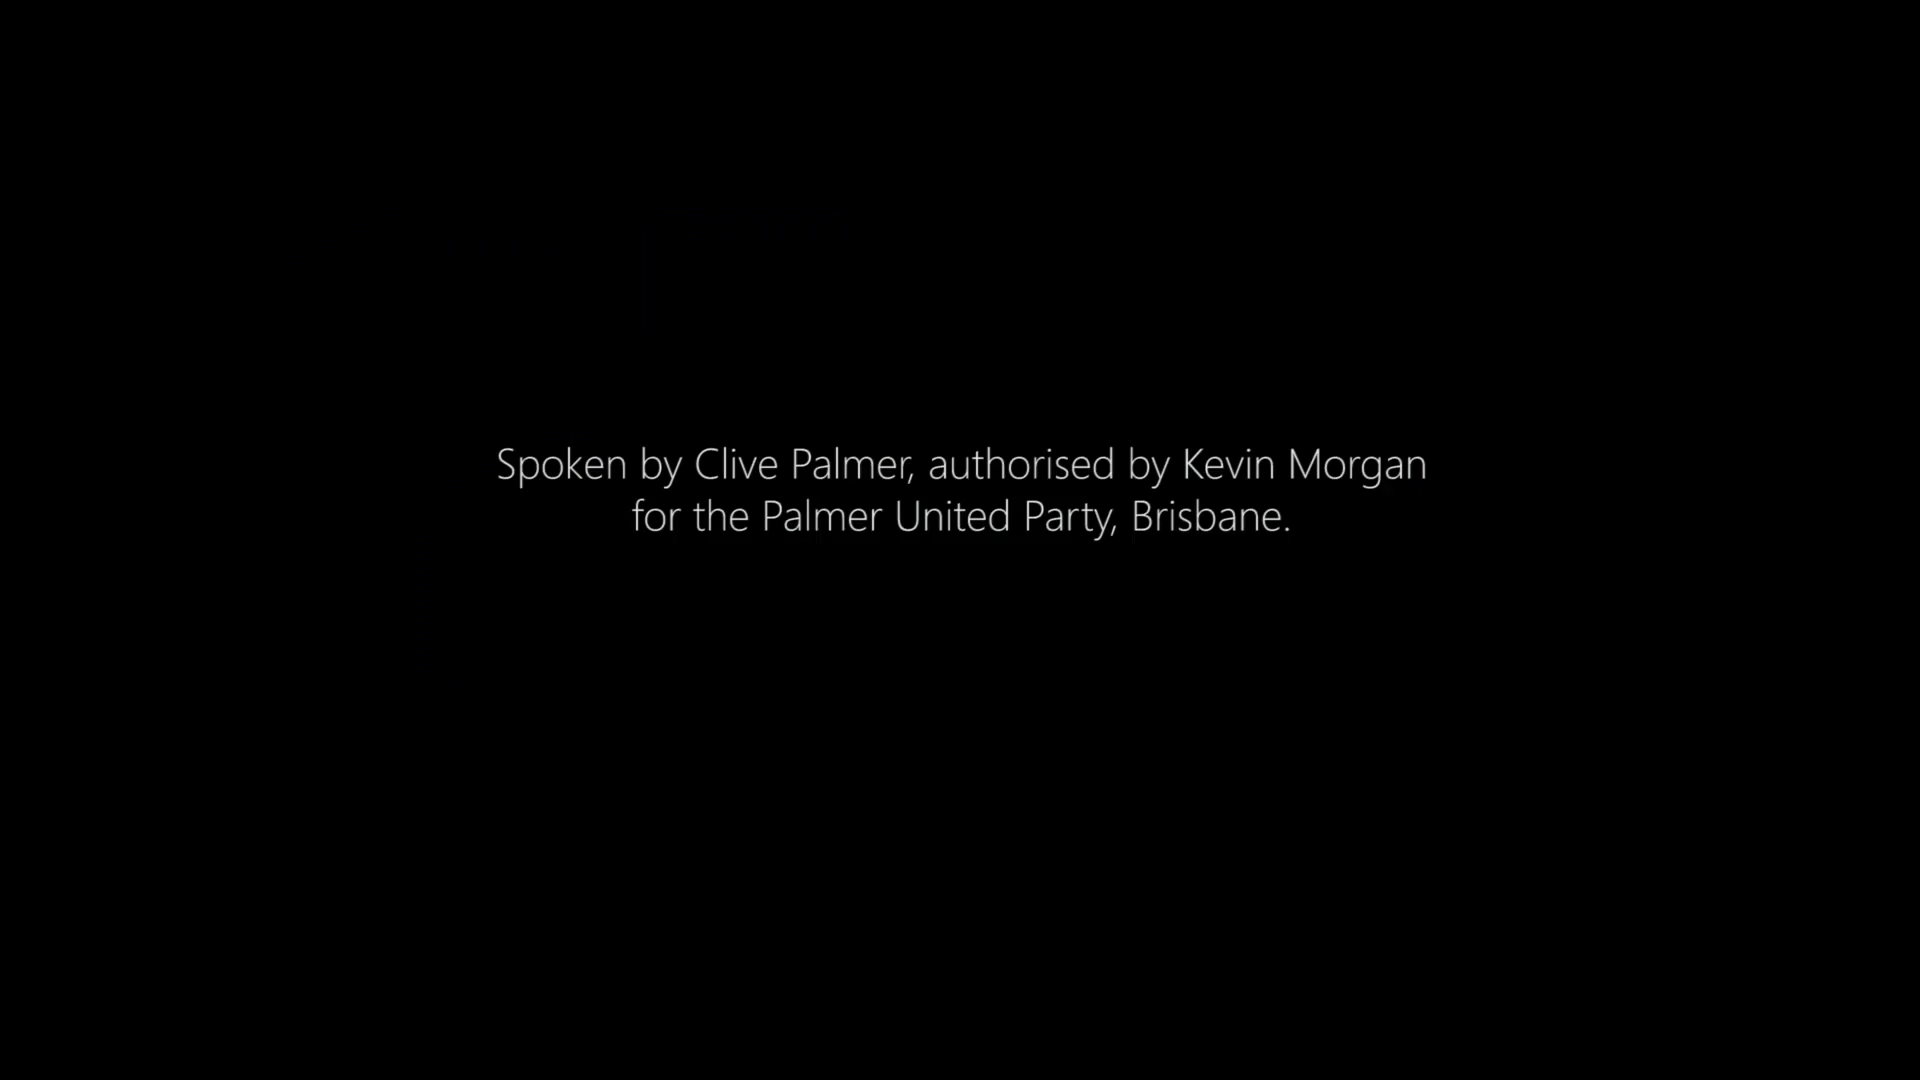 Spoken by Clive Palmer, authorised by Kevin Morgan
for the Palmer United Party, Brisbane.